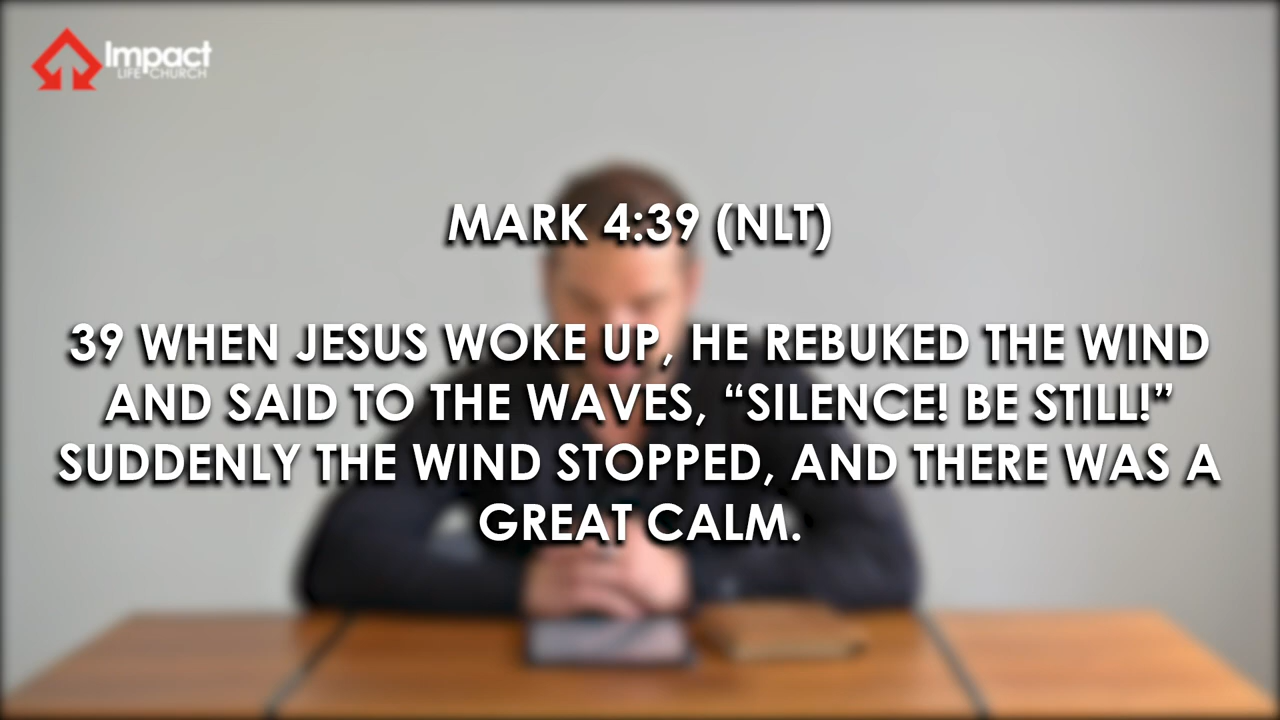 Impact
LIFE CHURCH
MARK 4:39 (NLT)
39 WHEN JESUS WOKE UP, HE REBUKED THE WIND
AND SAID TO THE WAVES, “SILENCE! BE STILL!”
SUDDENLY THE WIND STOPPED, AND THERE WAS A
GREAT CALM.